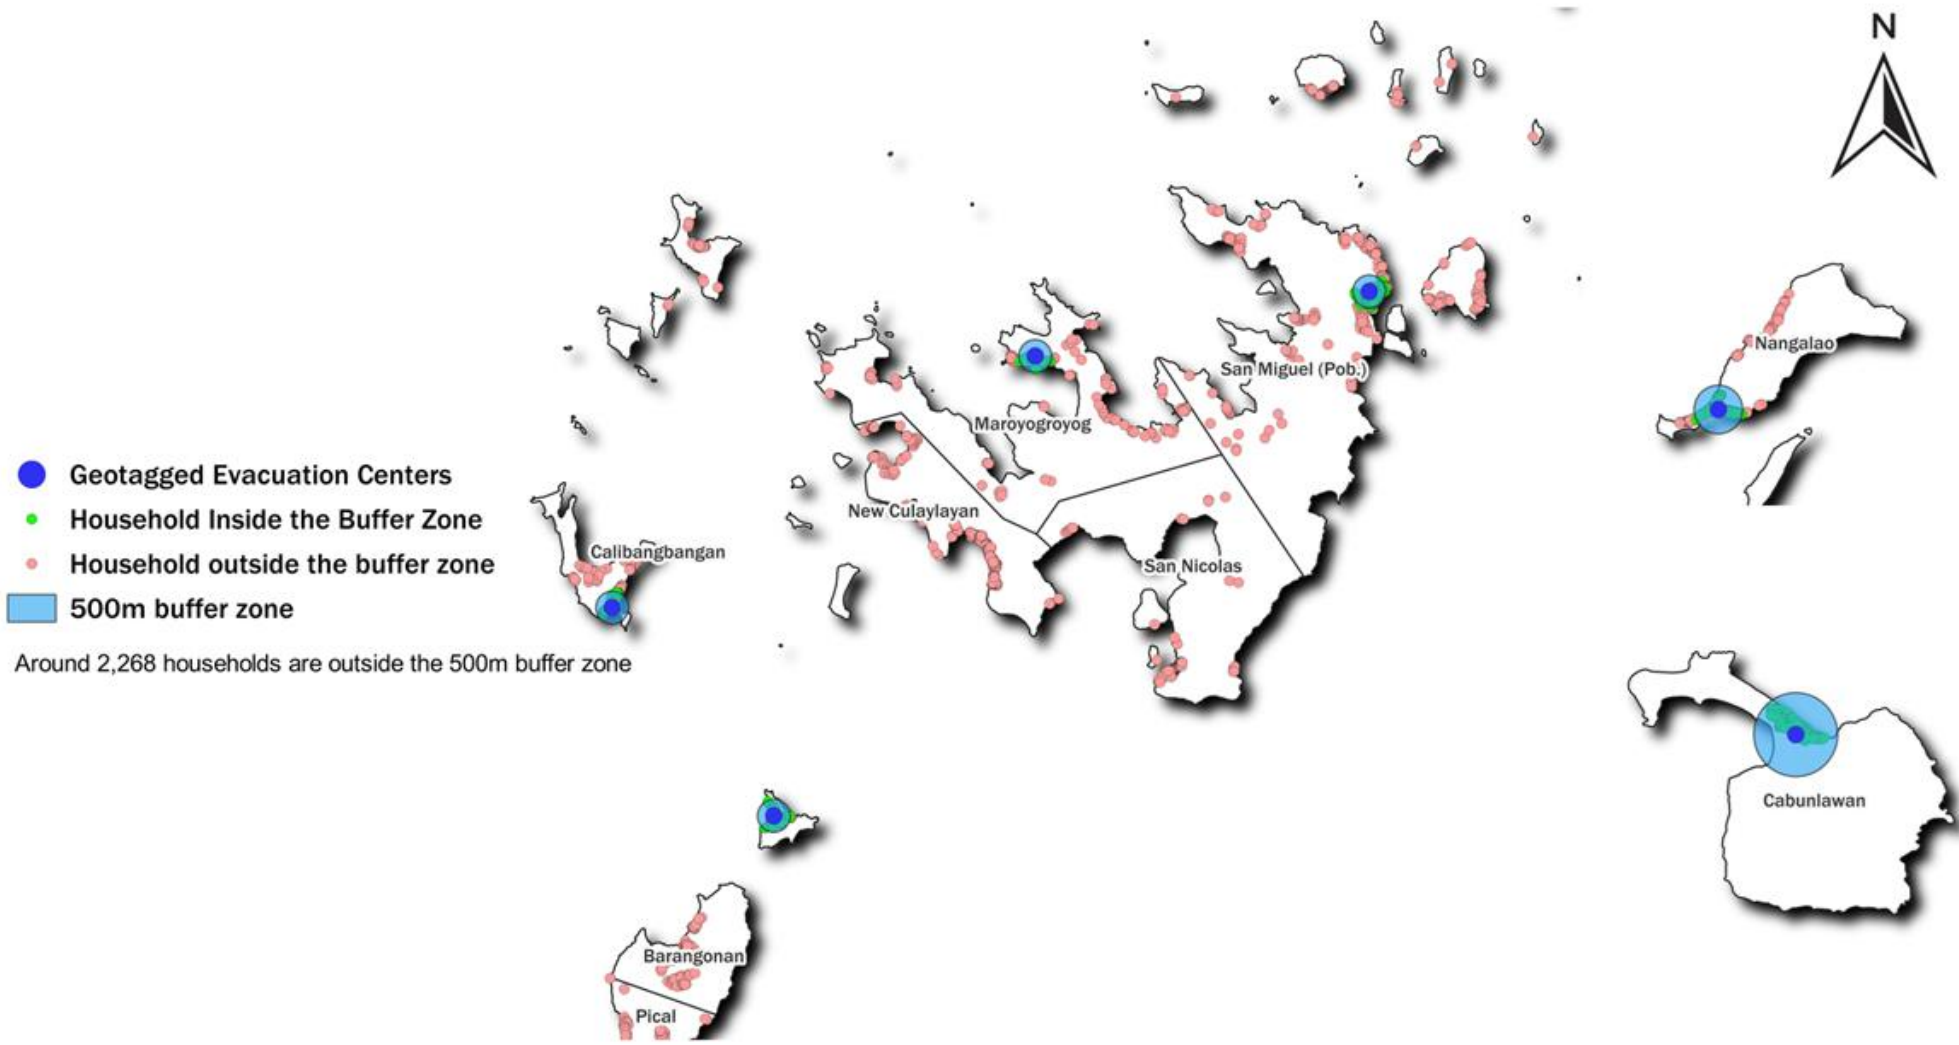 N
Nangalao
San Miguel (Pob.)
Maroyogroyog
Geotagged Evacuation Centers
Household Inside the Buffer Zone
New Culaylayan
Calibangbangan
Household outside the buffer zone
San Nicolas
500m buffer zone
Around 2,268 households are outside the 500m buffer zone
Cabunlawan
Barangonan
Pical